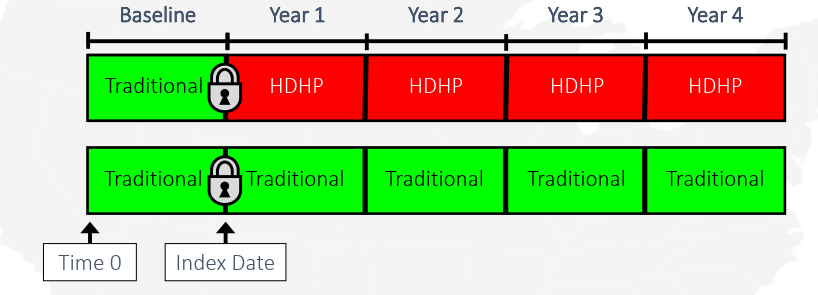 Baseline Year 1 Year 2 Year 3 Year 4
Traditional HDHP HDHP HDHP HDHP
Traditional Traditional Traditional Traditional Traditional
Time 0 Index Date